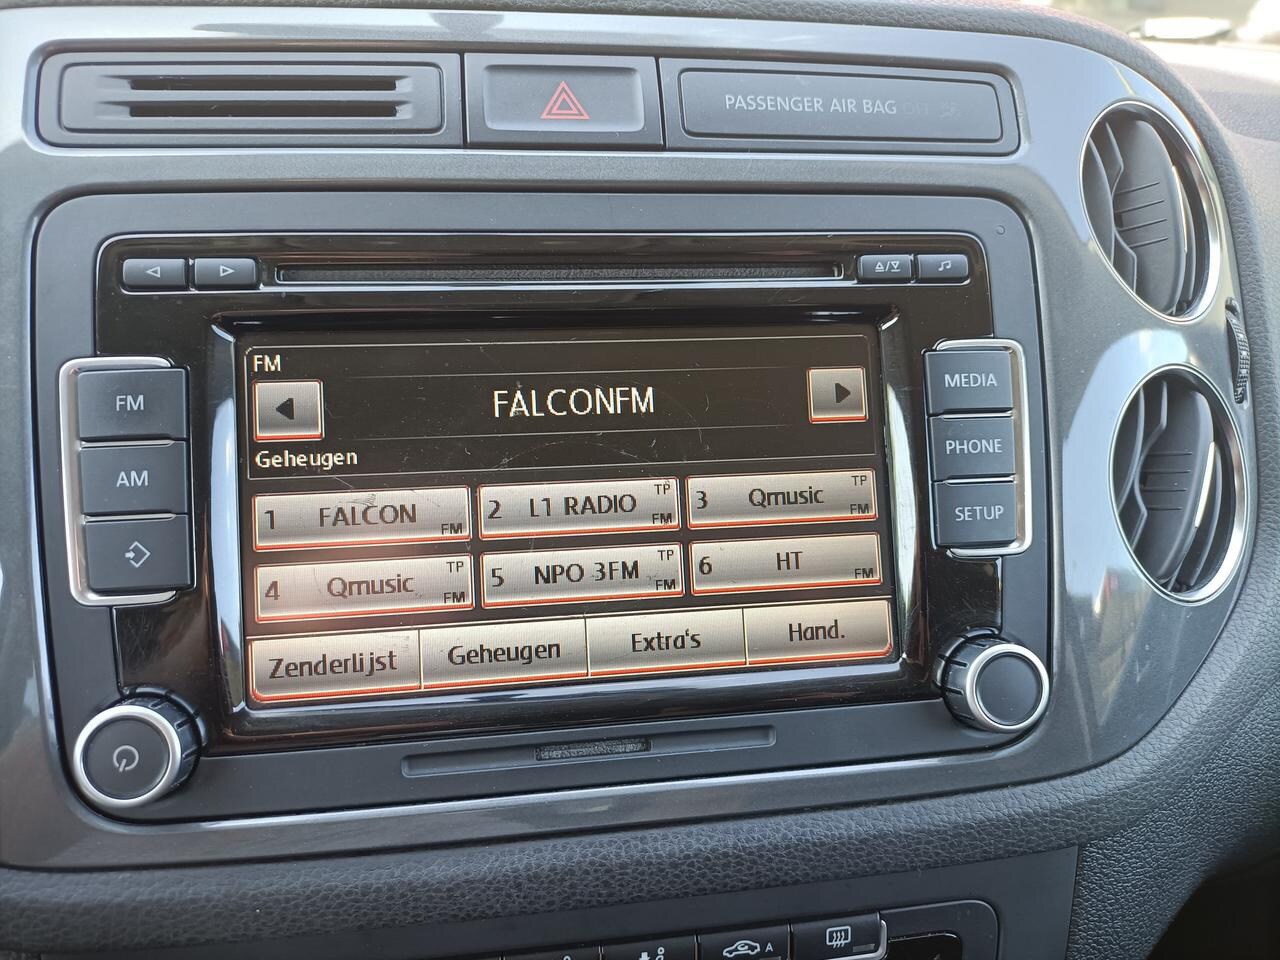 PASSENGER AIR BAG OFF
FM
AM
FM
FALCONFM
Geheugen
1 FALCON FM
2 L1 RADIO TP FM
3 Qmusic TP FM
4 Qmusic TP FM
5 NPO 3FM TP FM
6 HT FM
Zenderlijst Geheugen Extra's Hand.
MEDIA
PHONE
SETUP
A